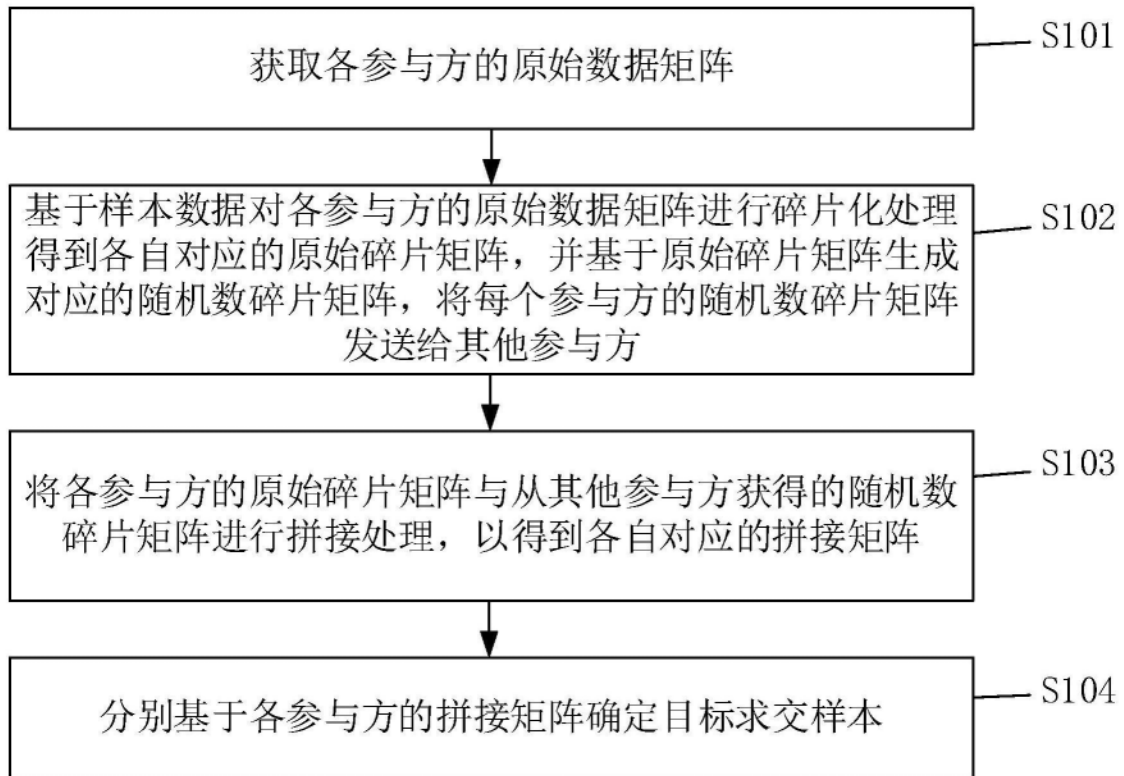 获取各参与方的原始数据矩阵
S101
基于样本数据对各参与方的原始数据矩阵进行碎片化处理
得到各自对应的原始碎片矩阵，并基于原始碎片矩阵生成
对应的随机数碎片矩阵，将每个参与方的随机数碎片矩阵
发送给其他参与方
S102
将各参与方的原始碎片矩阵与从其他参与方获得的随机数
碎片矩阵进行拼接处理，以得到各自对应的拼接矩阵
S103
分别基于各参与方的拼接矩阵确定目标求交样本
S104